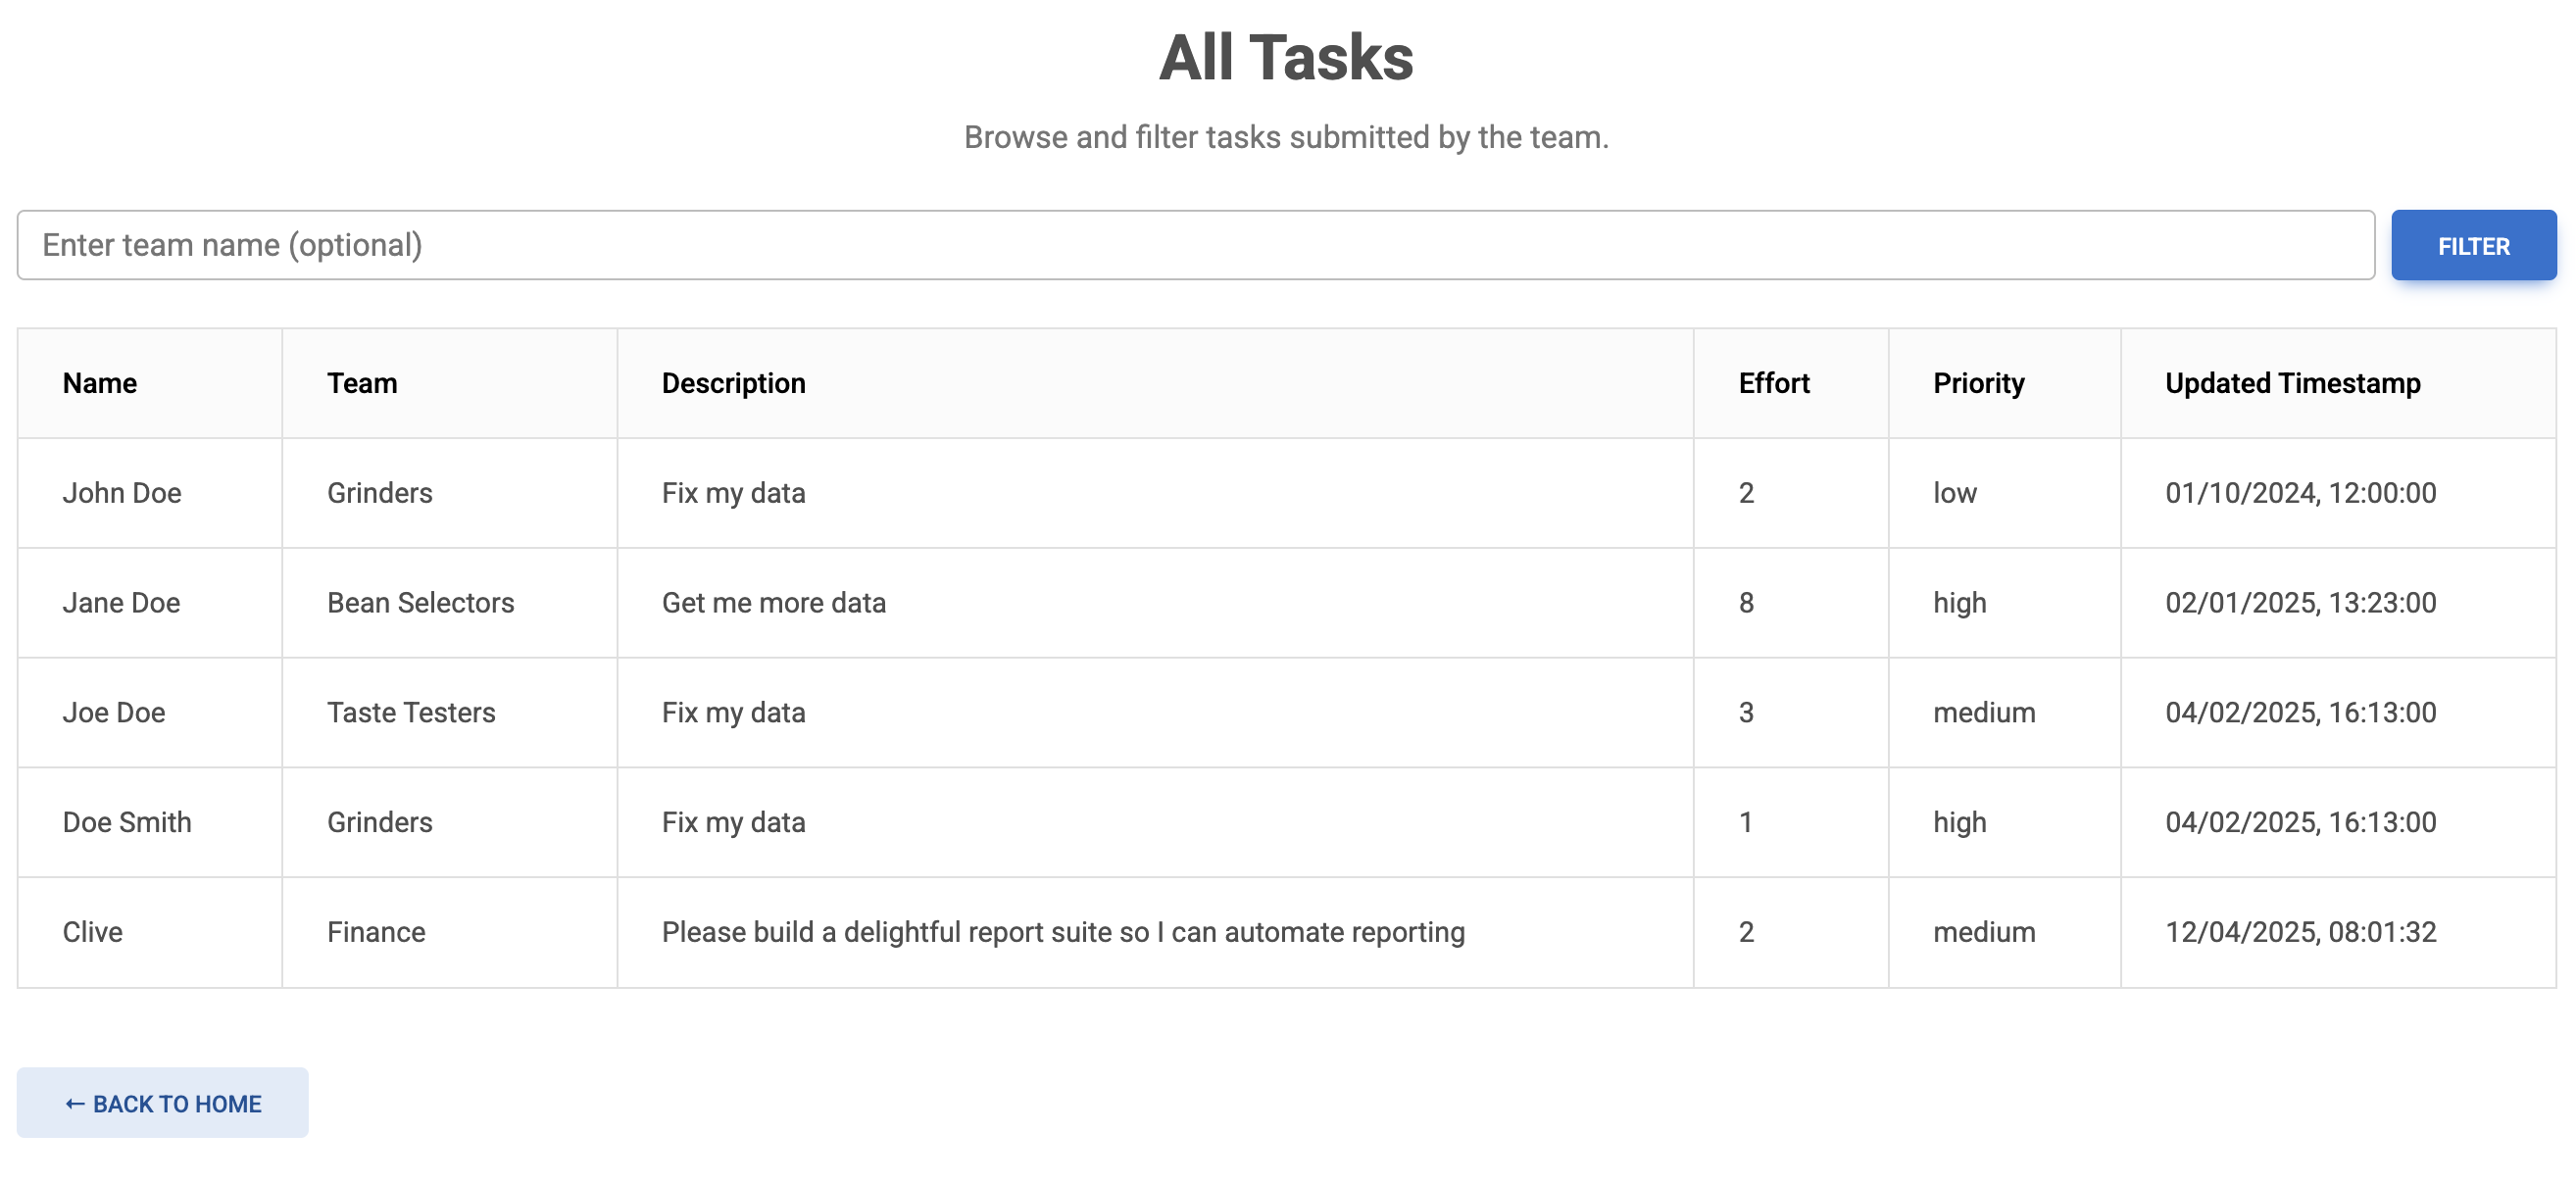 All Tasks
Browse and filter tasks submitted by the team.
Enter team name (optional) FILTER
Name Team Description Effort Priority Updated Timestamp
John Doe Grinders Fix my data 2 low 01/10/2024, 12:00:00
Jane Doe Bean Selectors Get me more data 8 high 02/01/2025, 13:23:00
Joe Doe Taste Testers Fix my data 3 medium 04/02/2025, 16:13:00
Doe Smith Grinders Fix my data 1 high 04/02/2025, 16:13:00
Clive Finance Please build a delightful report suite so I can automate reporting 2 medium 12/04/2025, 08:01:32
← BACK TO HOME